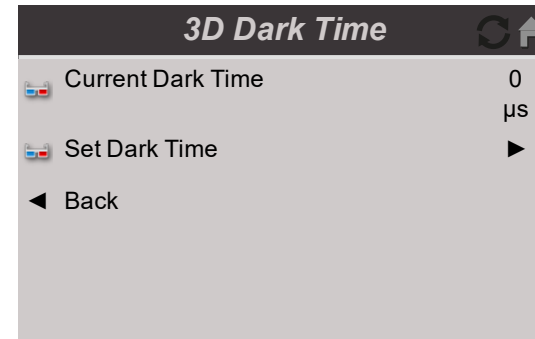 3D Dark Time
Current Dark Time 0
µs
Set Dark Time ►
◄ Back